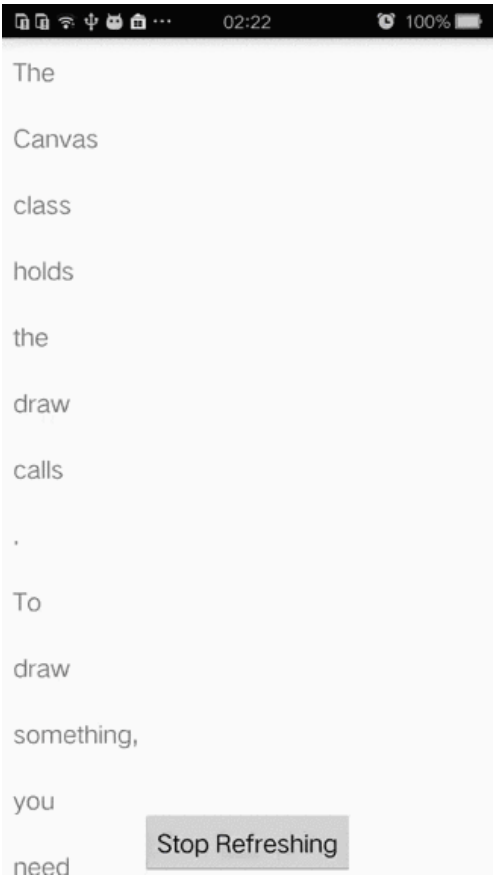 02:22 100%
The
Canvas
class
holds
the
draw
calls
.
To
draw
something,
you
Stop Refreshing
need